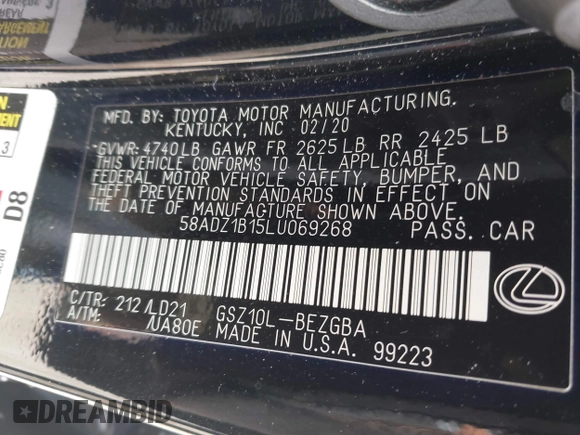 MFD. BY: TOYOTA MOTOR MANUFACTURING.
KENTUCKY, INC 02/20
GVWR: 4740LB GAWR FR 2625LB RR 2425LB
THIS VEHICLE CONFORMS TO ALL APPLICABLE
FEDERAL MOTOR VEHICLE SAFETY, BUMPER, AND
THEFT PREVENTION STANDARDS IN EFFECT ON
THE DATE OF MANUFACTURE SHOWN ABOVE.
58ADZ1B15LU069268 PASS. CAR
C/TR: 212/LD21 GSZ10L-BEZGBA
A/TM: /UA80E MADE IN U.S.A. 99223
3
D8
DREAMBID